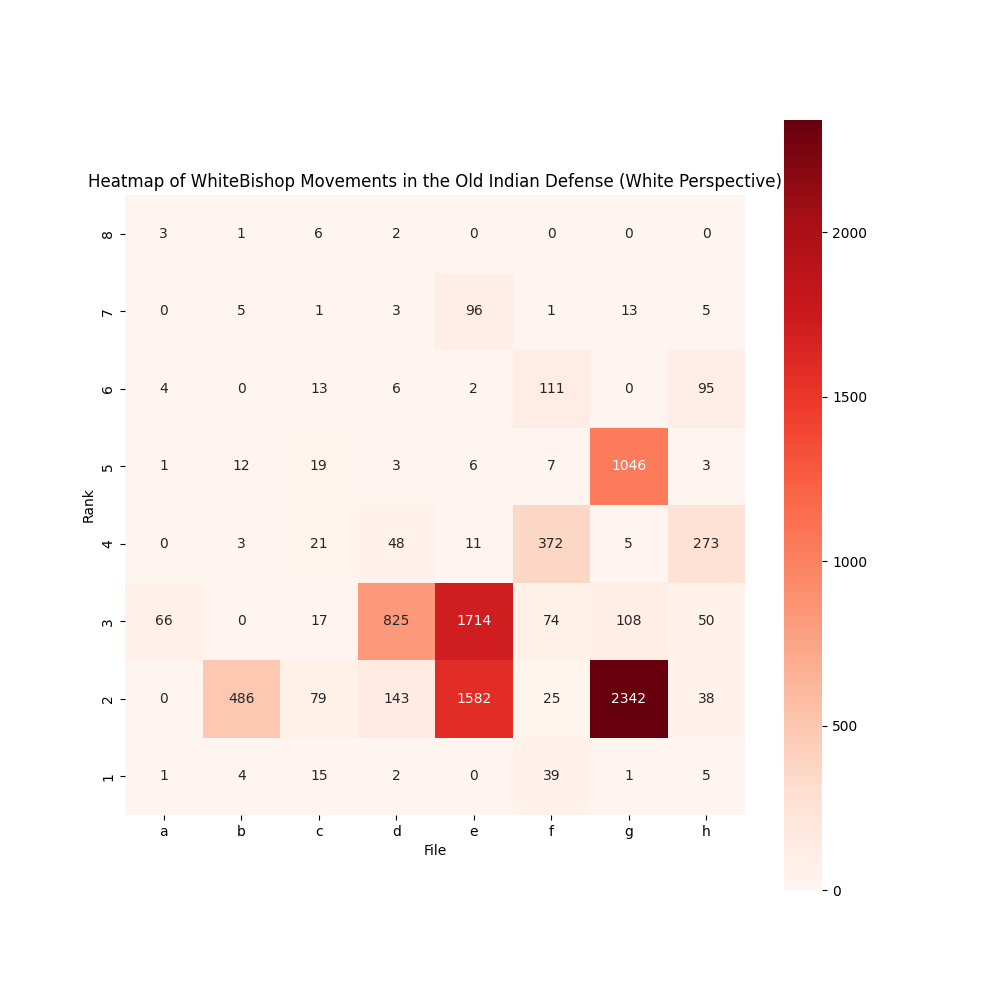 Heatmap of WhiteBishop Movements in the Old Indian Defense (White Perspective)
8 3 1 6 2 0 0 0 0
7 0 5 1 3 96 1 13 5
6 4 0 13 6 2 111 0 95
5 1 12 19 3 6 7 1046 3
4 0 3 21 48 11 372 5 273
3 66 0 17 825 1714 74 108 50
2 0 486 79 143 1582 25 2342 38
1 1 4 15 2 0 39 1 5
a b c d e f g h
Rank
File
2000
1500
1000
500
0